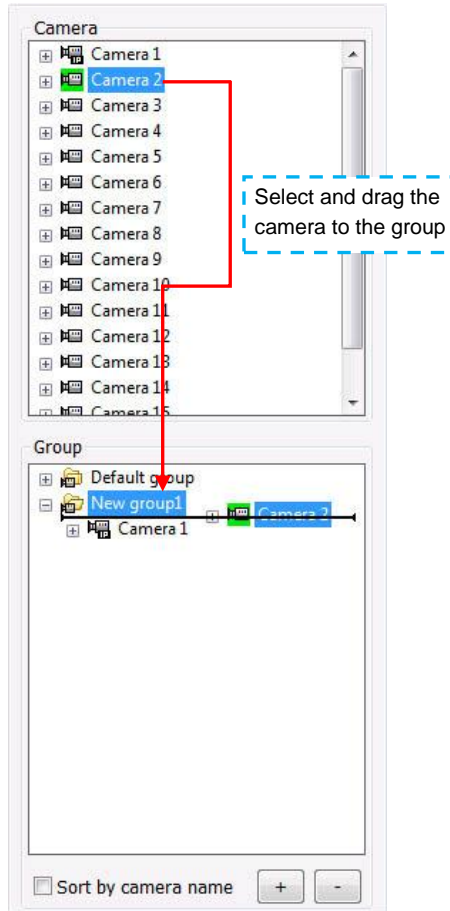 Camera
Camera 1
Camera 2
Camera 3
Camera 4
Camera 5
Camera 6
Camera 7
Camera 8
Camera 9
Camera 10
Camera 11
Camera 12
Camera 13
Camera 14
Camera 15
Select and drag the
camera to the group
Group
Default group
New group1
Camera 2
Camera 1
Sort by camera name
+
-